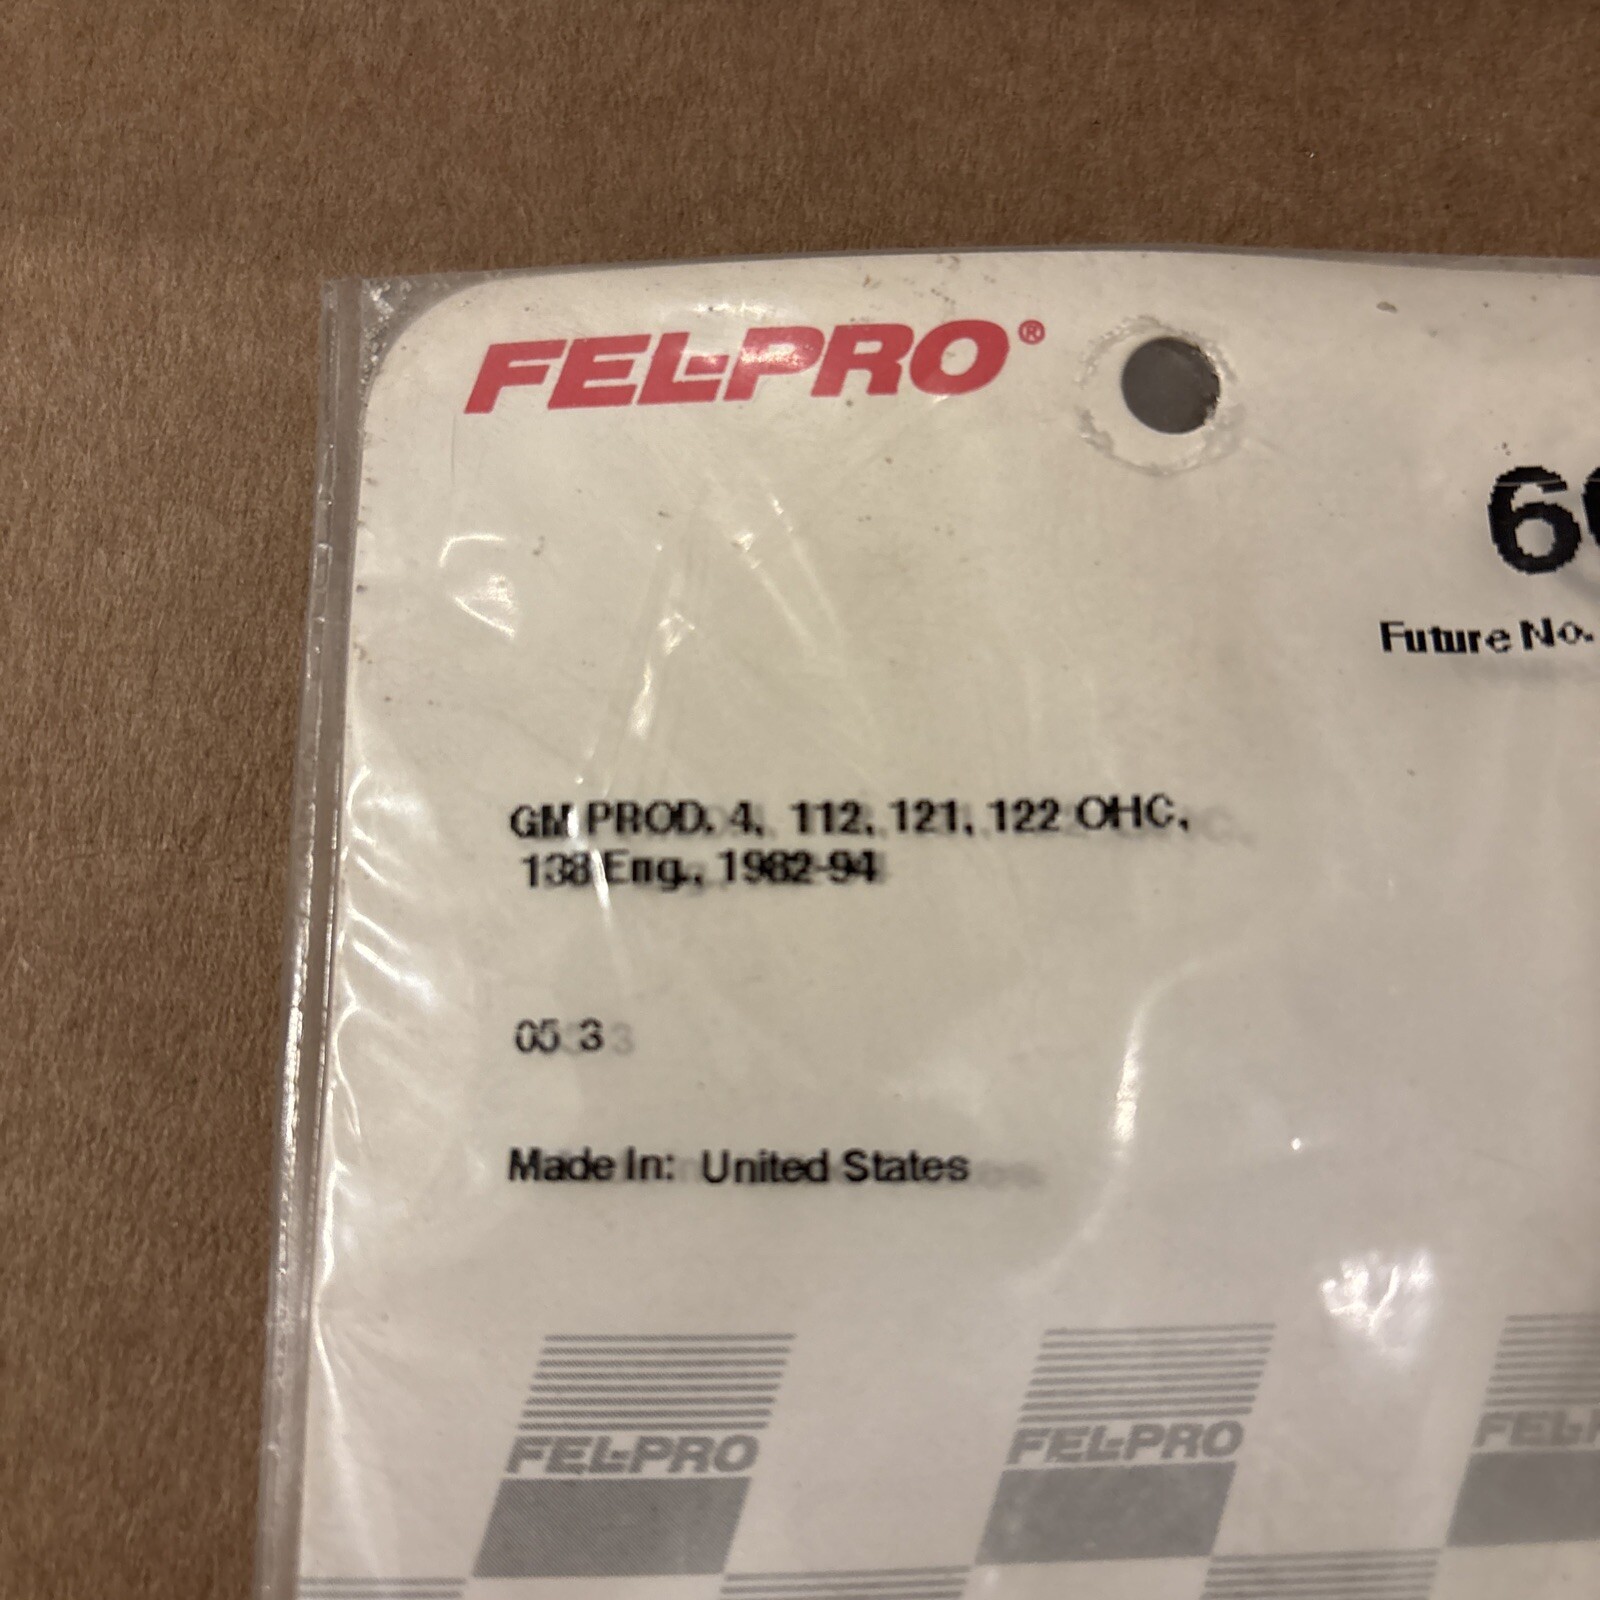 FEL-PRO®
Future No.
GM PROD. 4, 112, 121, 122 OHC,
138 Eng., 1982-94
05 3
Made In: United States
FEL-PRO FEL-PRO